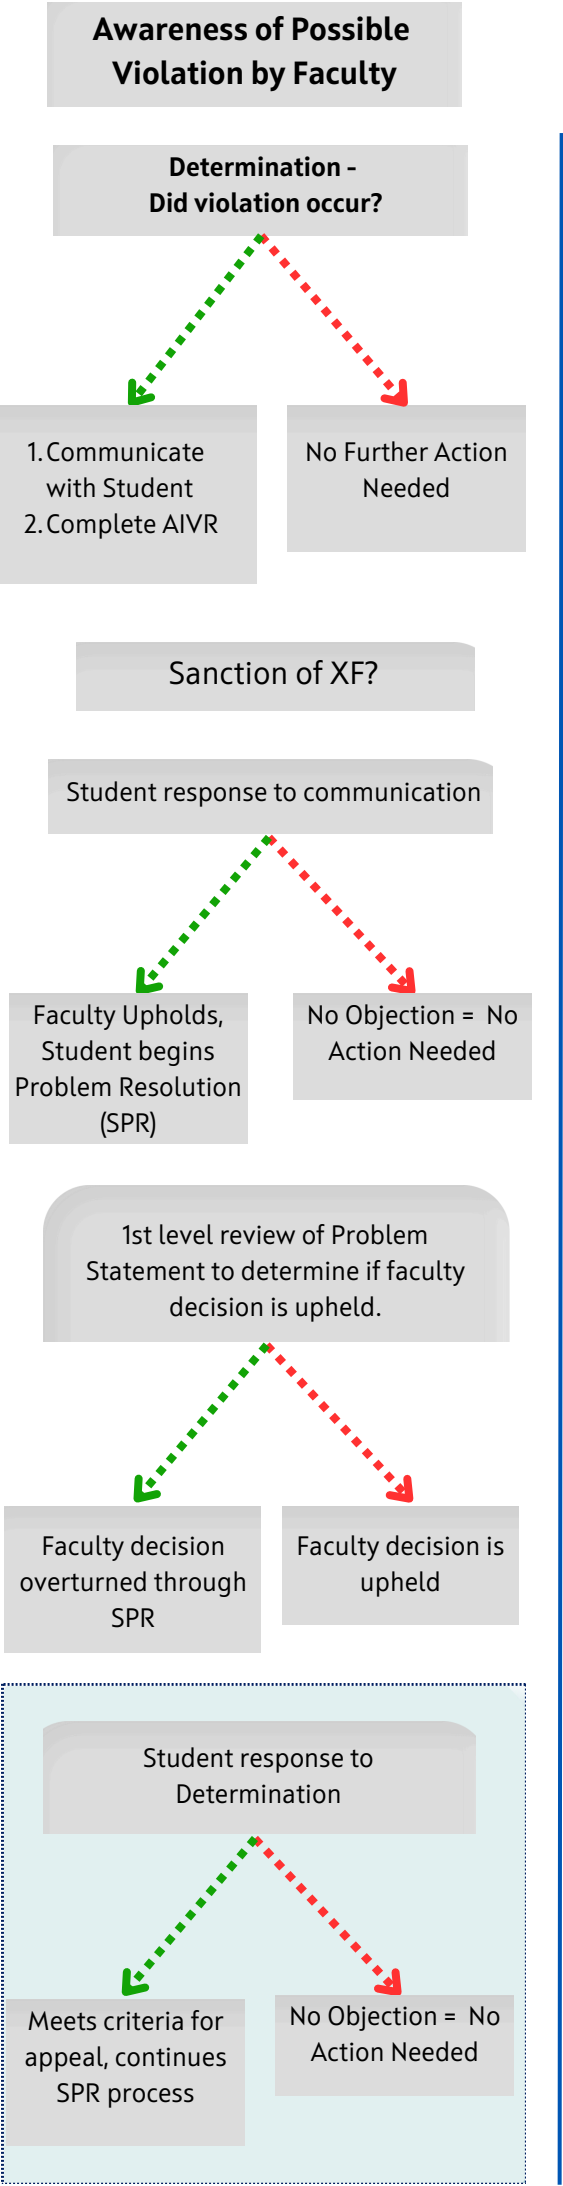 Awareness of Possible
Violation by Faculty
Determination -
Did violation occur?
1. Communicate
with Student
2. Complete AIVR
No Further Action
Needed
Sanction of XF?
Student response to communication
Faculty Upholds,
Student begins
Problem Resolution
(SPR)
No Objection = No
Action Needed
1st level review of Problem
Statement to determine if faculty
decision is upheld.
Faculty decision
overturned through
SPR
Faculty decision is
upheld
Student response to
Determination
Meets criteria for
appeal, continues
SPR process
No Objection = No
Action Needed